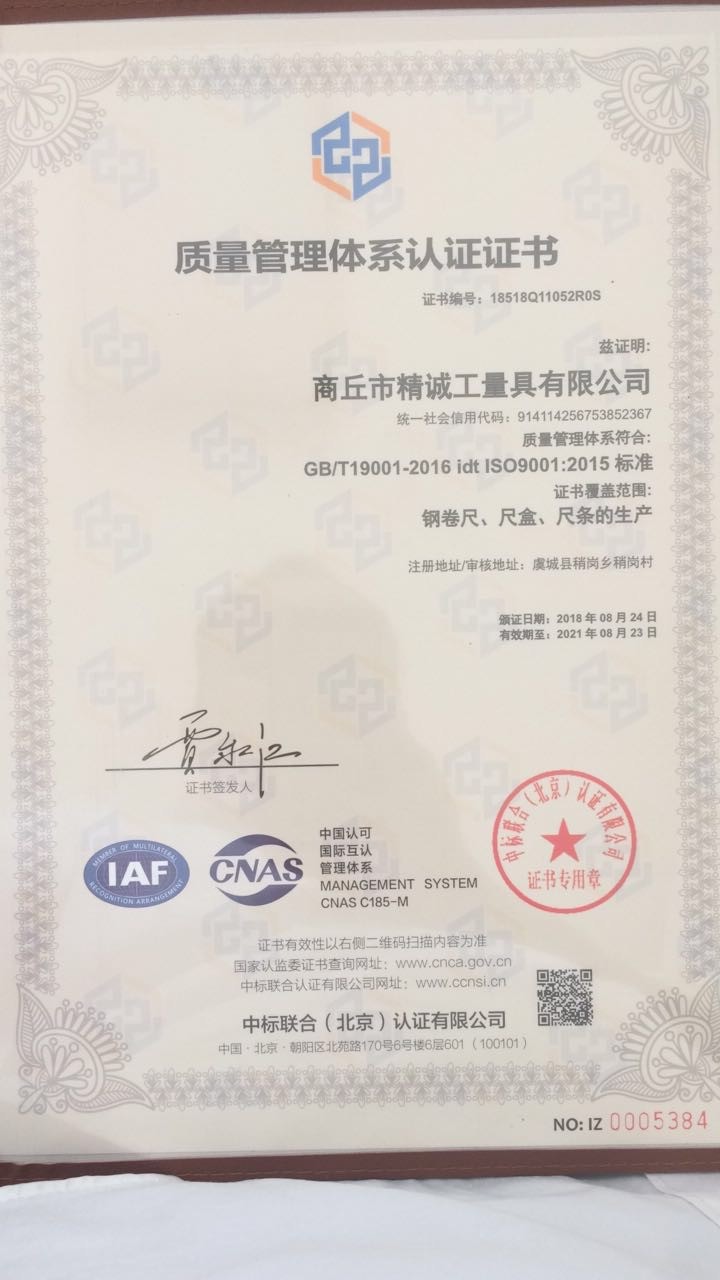 质量管理体系认证证书
证书编号：18518Q11052R0S
兹证明：
商丘市精诚工量具有限公司
统一社会信用代码：914114256753852367
质量管理体系符合：
GB/T19001-2016 idt ISO9001:2015 标准
证书覆盖范围：
钢卷尺、尺盒、尺条的生产
注册地址/审核地址：虞城县稍岗乡稍岗村
颁证日期：2018 年 08 月 24 日
有效期至：2021 年 08 月 23 日
证书签发人
MEMBER OF MULTILATERAL
IAF
RECOGNITION ARRANGEMENT
CNAS
中国认可
国际互认
管理体系
MANAGEMENT SYSTEM
CNAS C185-M
中标联合（北京）认证有限公司
证书专用章
证书有效性以右侧二维码扫描内容为准
国家认监委证书查询网址：www.cnca.gov.cn
中标联合认证有限公司网址：www.ccnsi.cn
中标联合（北京）认证有限公司
中国·北京·朝阳区北苑路170号6号楼6层601（100101）
NO: IZ 0005384